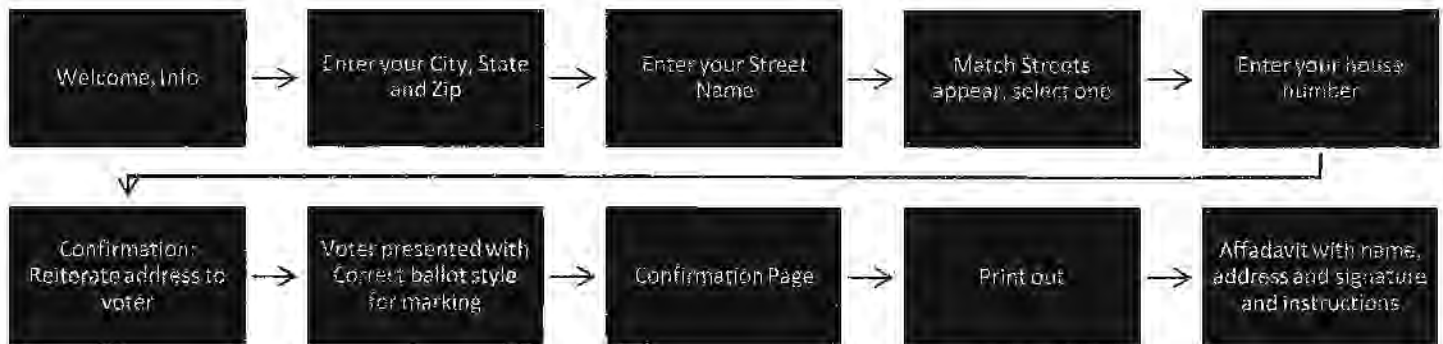 Welcome, Info
Enter your City, State
and Zip
Enter your Street
Name
Match Streets
appear, select one
Enter your house
number
Confirmation:
Reiterate address to
voter
Voter presented with
Correct ballot style
for marking
Confirmation Page
Print out
Affadavit with name,
address and signature
and instructions